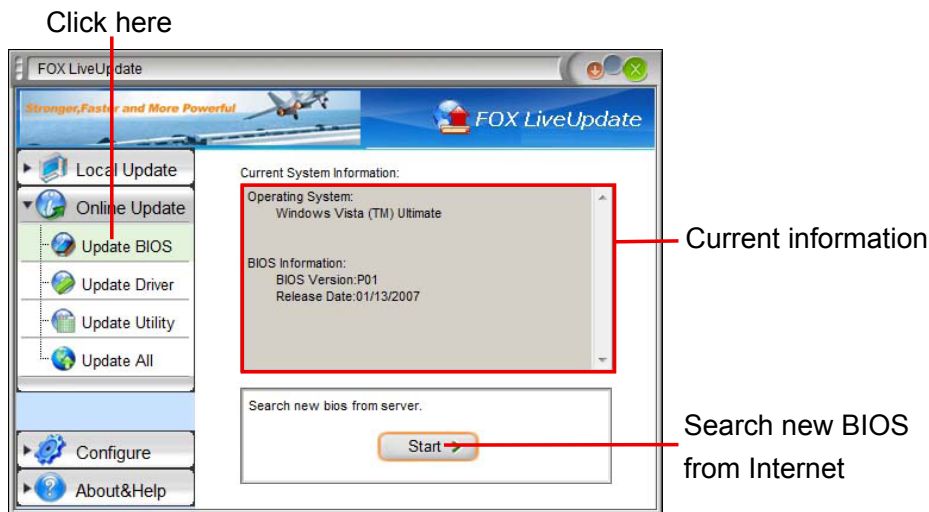 Click here
FOX LiveUpdate
Stronger,Faster and More Powerful
FOX LiveUpdate
Local Update
Online Update
Update BIOS
Update Driver
Update Utility
Update All
Configure
About&Help
Current System Information:
Operating System:
Windows Vista (TM) Ultimate
BIOS Information:
BIOS Version:P01
Release Date:01/13/2007
Search new bios from server.
Start
Current information
Search new BIOS
from Internet